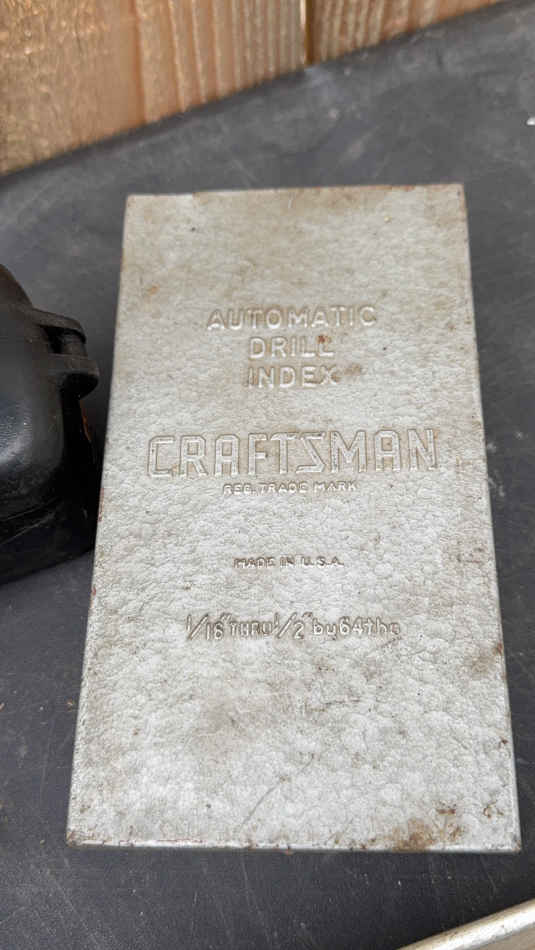 AUTOMATIC
DRILL
INDEX
CRAFTSMAN
REG. TRADE MARK
MADE IN U.S.A.
1/16" THRU 1/2" by 64ths